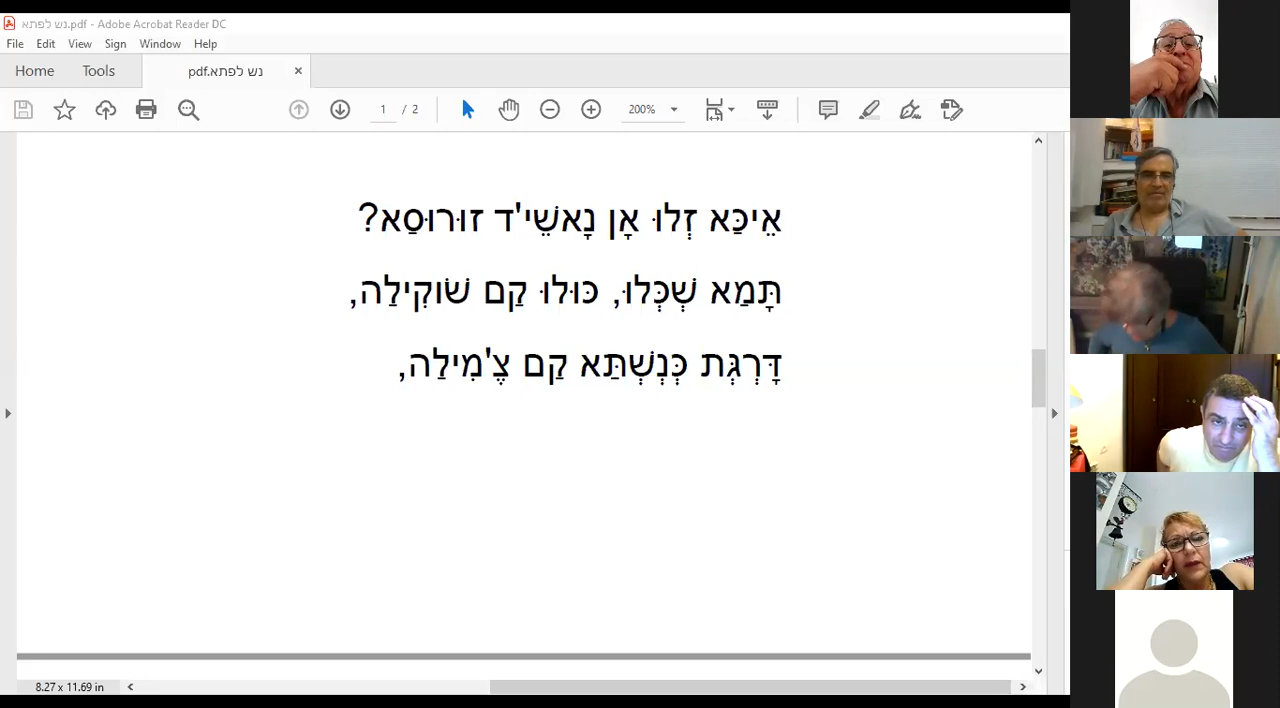 נש לפתא.pdf - Adobe Acrobat Reader DC
File Edit View Sign Window Help
Home Tools נש לפתא.pdf ×
1 / 2 200%
אֵיכַּא זְלוּ אָן נָאשֵׁי'ד זוּרוּסַא?
תָּמַא שְׁכְּלוּ, כּוּלוּ קַם שׁוֹקִילַה,
דָּרְגְּת כְּנְשְׁתַּא קַם צֶ'מִילַה,
8.27 x 11.69 in